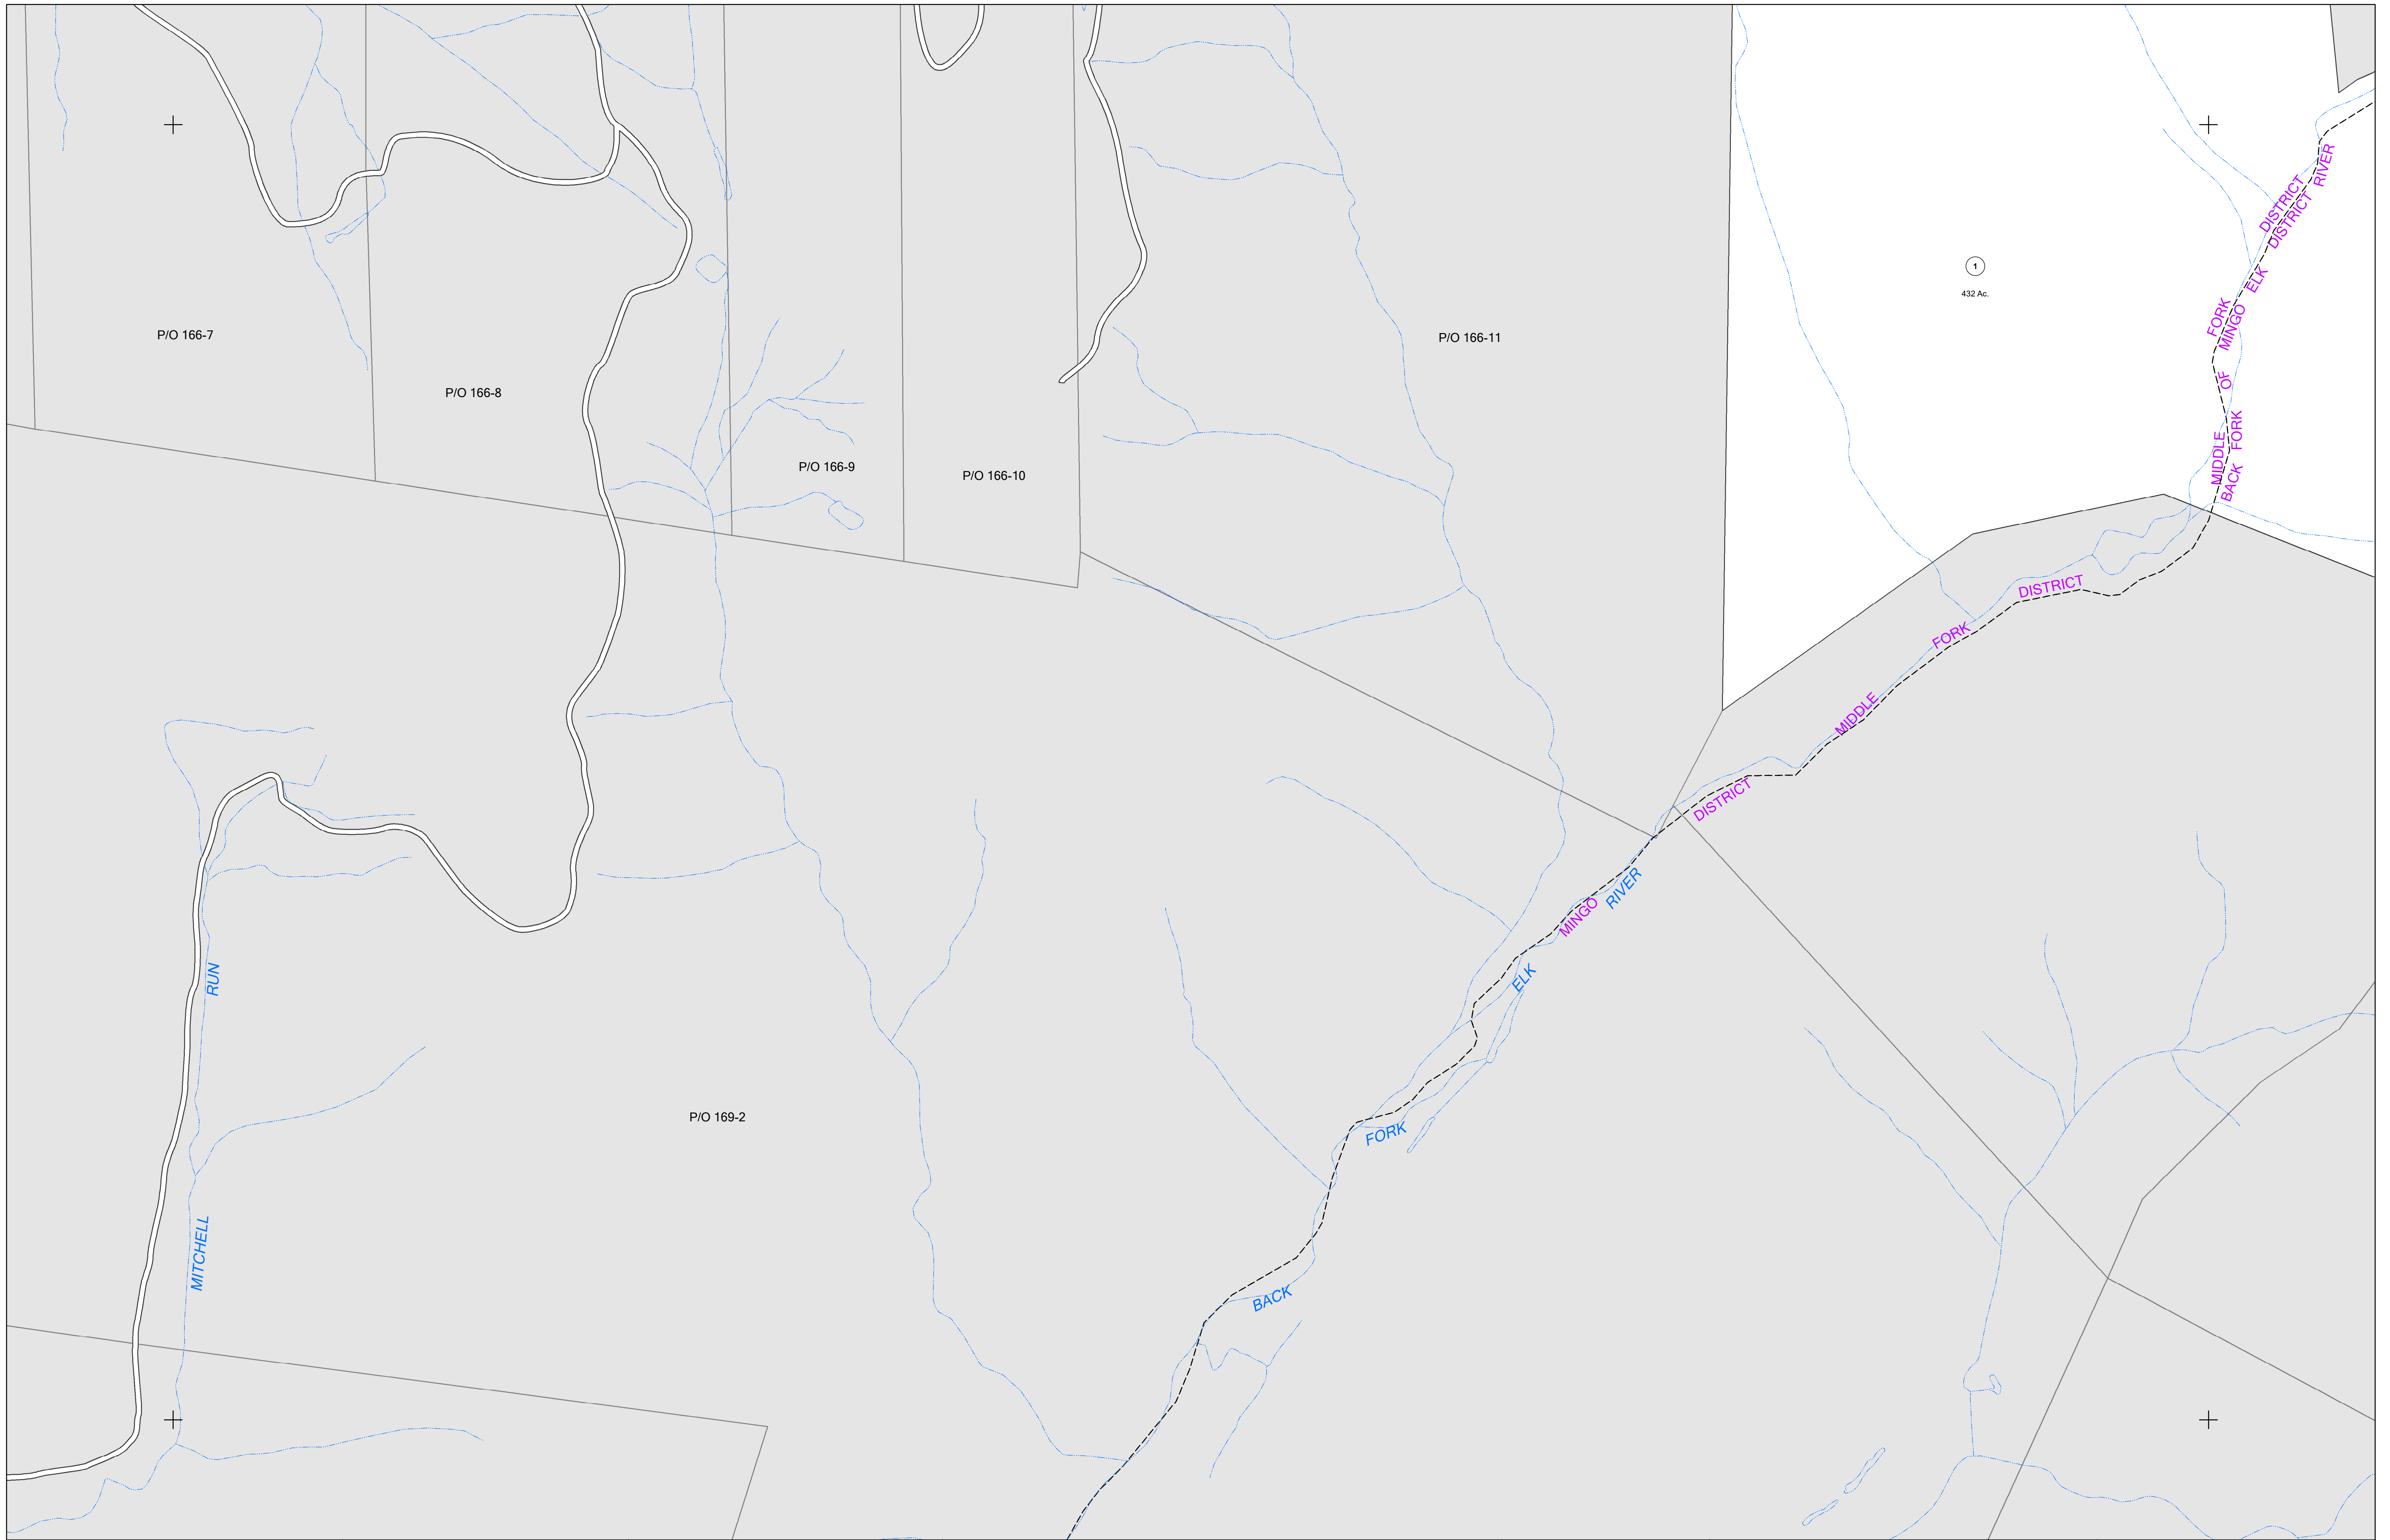 1
432 Ac.
P/O 166-7
P/O 166-8
P/O 166-9
P/O 166-10
P/O 166-11
MIDDLE FORK DISTRICT
MINGO DISTRICT
BACK FORK OF ELK RIVER
MIDDLE FORK DISTRICT
MINGO DISTRICT
BACK FORK ELK RIVER
MITCHELL RUN
P/O 169-2